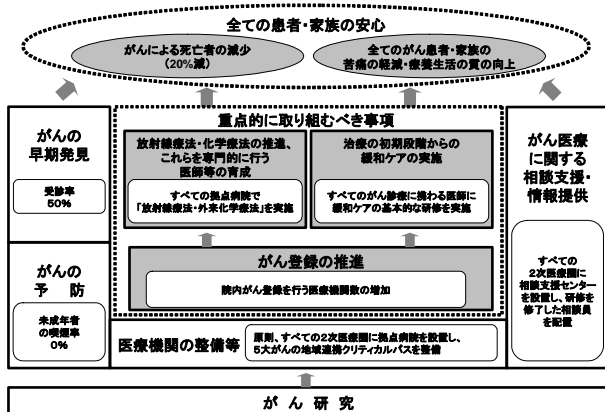 全ての患者・家族の安心
がんによる死亡者の減少
（20％減）
全てのがん患者・家族の
苦痛の軽減・療養生活の質の向上
がんの
早期発見
受診率
50％
がんの
予 防
未成年者
の喫煙率
0％
重点的に取り組むべき事項
放射線療法・化学療法の推進、
これらを専門的に行う
医師等の育成
すべての拠点病院で
「放射線療法・外来化学療法」を実施
治療の初期段階からの
緩和ケアの実施
すべてのがん診療に携わる医師に
緩和ケアの基本的な研修を実施
がん登録の推進
院内がん登録を行う医療機関数の増加
医療機関の整備等
原則、すべての2次医療圏に拠点病院を設置し、
5大がんの地域連携クリティカルパスを整備
がん医療
に関する
相談支援・
情報提供
すべての
2次医療圏に
相談支援センター
を設置し、研修を
修了した相談員
を配置
が ん 研 究